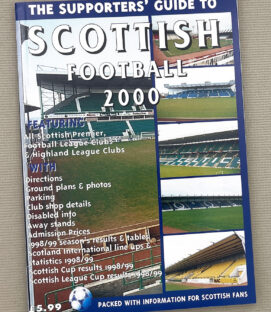 THE SUPPORTERS' GUIDE TO
SCOTTISH
FOOTBALL
2000
FEATURING
All Scottish Premier,
Football League Clubs
& Highland League Clubs
WITH
Directions
Ground plans & photos
Parking
Club shop details
Disabled info
Away stands
Admission Prices
1998/99 season's results & tables
Scotland International line ups &
statistics 1998/99
Scottish Cup results 1998/99
Scottish League Cup results 1998/99
£5.99
PACKED WITH INFORMATION FOR SCOTTISH FANS